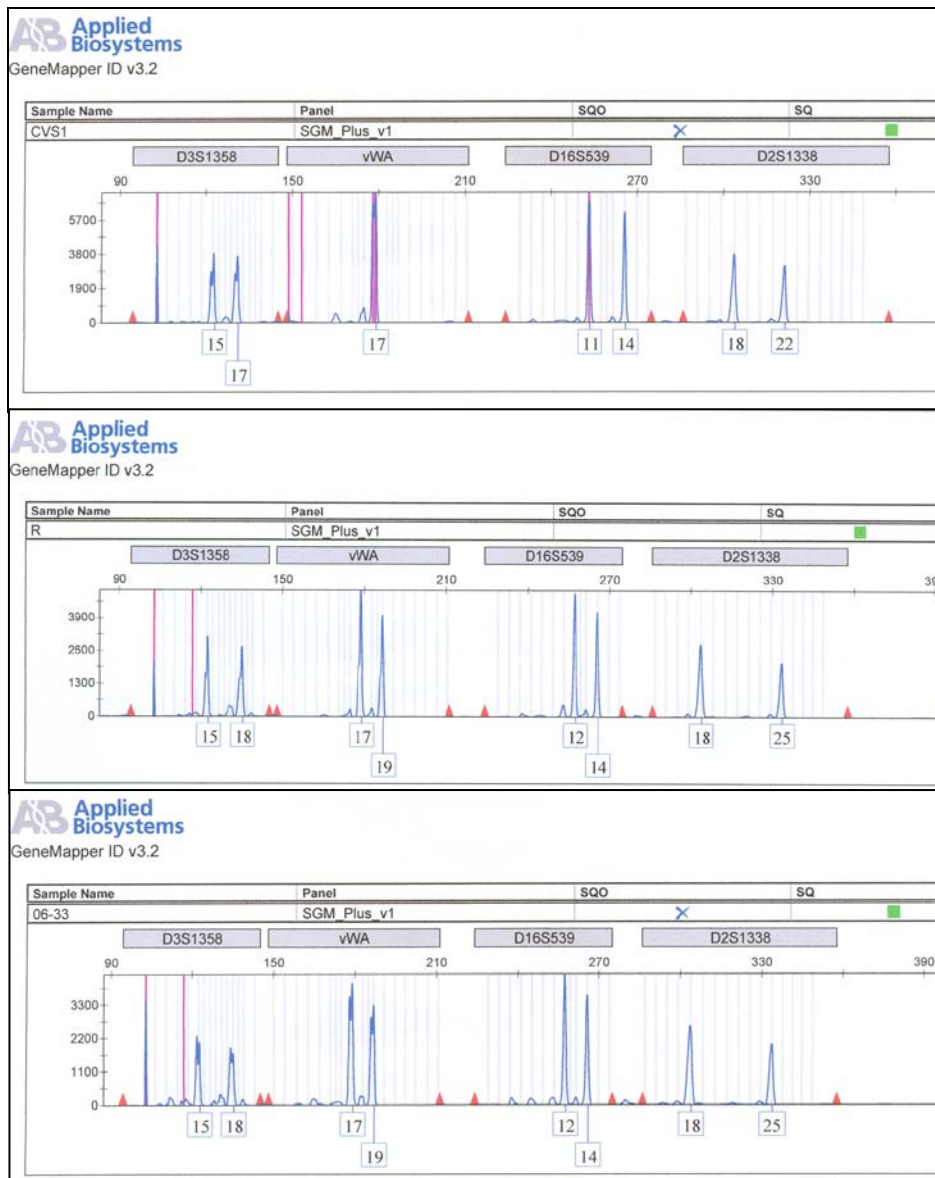 AB Applied
Biosystems
GeneMapper ID v3.2
Sample Name Panel SQO SQ
CVS1 SGM_Plus_v1
D3S1358 vWA D16S539 D2S1338
90 150 210 270 330
5700
3800
1900
0
15 17 11 14 18 22
17
AB Applied
Biosystems
GeneMapper ID v3.2
Sample Name Panel SQO SQ
R SGM_Plus_v1
D3S1358 vWA D16S539 D2S1338
90 150 210 270 330 39
3900
2600
1300
0
15 18 17 12 18 25
19 14
AB Applied
Biosystems
GeneMapper ID v3.2
Sample Name Panel SQO SQ
06-33 SGM_Plus_v1
D3S1358 vWA D16S539 D2S1338
90 150 210 270 330 390
3300
2200
1100
0
15 18 17 12 18 25
19 14